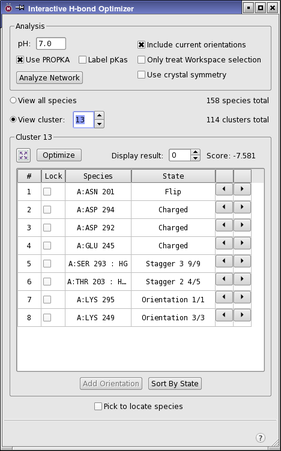 Interactive H-bond Optimizer
Analysis
pH: 7.0
Include current orientations
Use PROPKA Label pKas Only treat Workspace selection
Analyze Network Use crystal symmetry
View all species 158 species total
View cluster: 13 114 clusters total
Cluster 13
Optimize Display result: 0 Score: -7.581
# Lock Species State
1 A:ASN 201 Flip
2 A:ASP 294 Charged
3 A:ASP 292 Charged
4 A:GLU 245 Charged
5 A:SER 293 : HG Stagger 3 9/9
6 A:THR 203 : H... Stagger 2 4/5
7 A:LYS 295 Orientation 1/1
8 A:LYS 249 Orientation 3/3
Add Orientation Sort By State
Pick to locate species
?